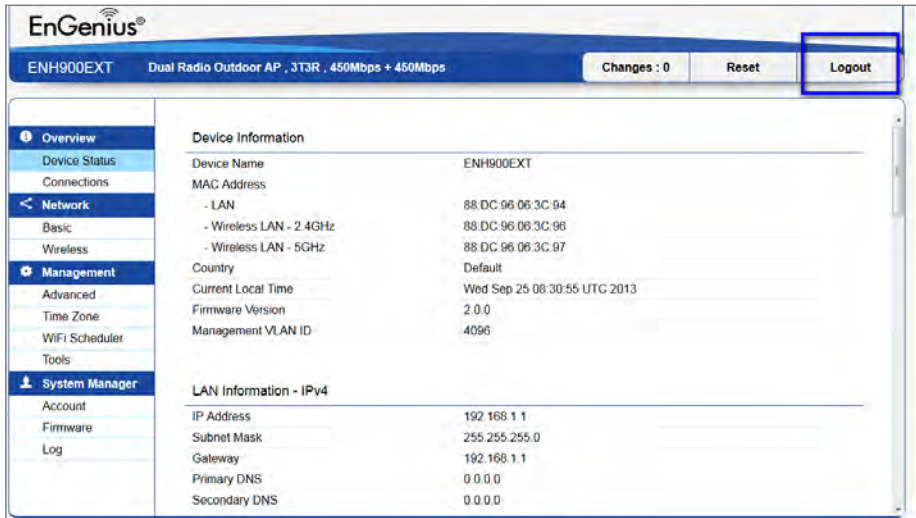 EnGenius®
ENH900EXT Dual Radio Outdoor AP , 3T3R , 450Mbps + 450Mbps Changes : 0 Reset Logout
Overview
Device Status
Connections
Network
Basic
Wireless
Management
Advanced
Time Zone
WiFi Scheduler
Tools
System Manager
Account
Firmware
Log
Device Information
Device Name ENH900EXT
MAC Address
- LAN 88:DC:96:06:3C:94
- Wireless LAN - 2.4GHz 88:DC:96:06:3C:96
- Wireless LAN - 5GHz 88:DC:96:06:3C:97
Country Default
Current Local Time Wed Sep 25 08:30:55 UTC 2013
Firmware Version 2.0.0
Management VLAN ID 4096
LAN Information - IPv4
IP Address 192.168.1.1
Subnet Mask 255.255.255.0
Gateway 192.168.1.1
Primary DNS 0.0.0.0
Secondary DNS 0.0.0.0